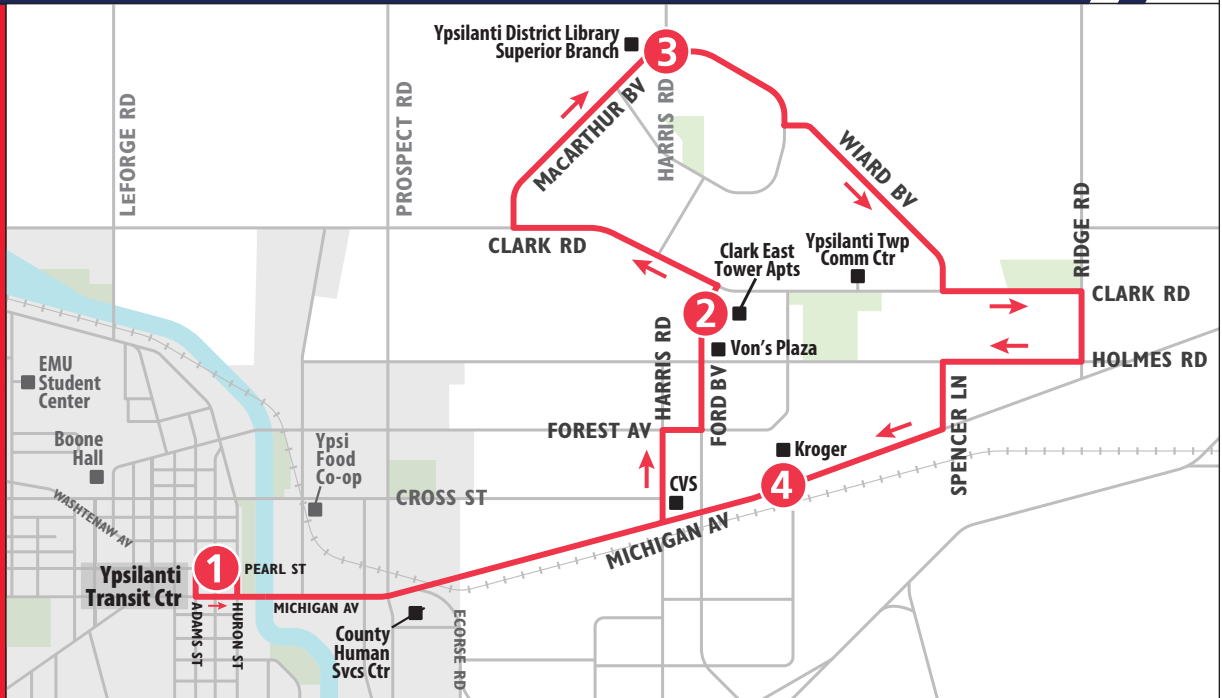 Ypsilanti District Library
Superior Branch
3
LEFORGE RD
PROSPECT RD
MACARTHUR BV
HARRIS RD
WIARD BV
RIDGE RD
CLARK RD
Clark East
Tower Apts
Ypsilanti Twp
Comm Ctr
CLARK RD
2
HARRIS RD
Von's Plaza
FORD BV
HOLMES RD
EMU
Student
Center
SPENCER LN
FOREST AV
Boone
Hall
Ypsi
Food
Co-op
Kroger
4
CVS
CROSS ST
WASHTENAW AV
MICHIGAN AV
1
PEARL ST
Ypsilanti
Transit Ctr
ADAMS ST
HURON ST
MICHIGAN AV
County
Human
Svcs Ctr
ECORSE RD